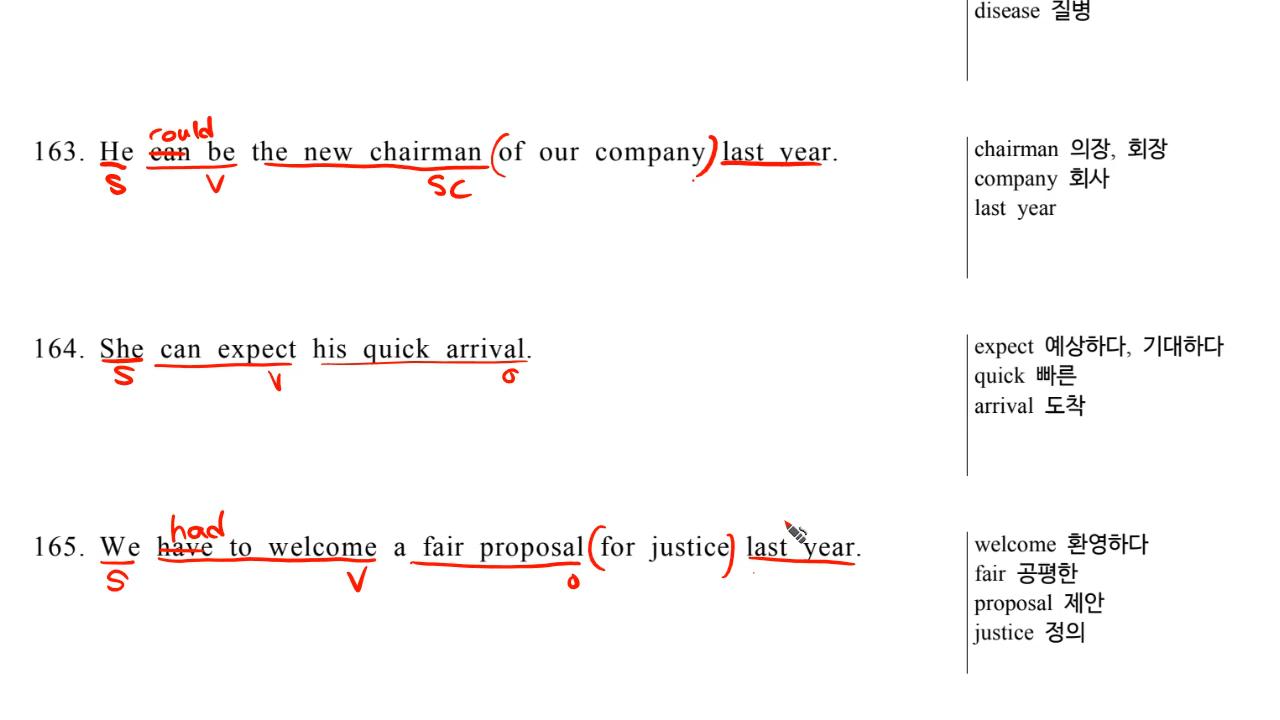 disease 질병
could
163. He can be the new chairman (of our company) last year.
S V SC
chairman 의장, 회장
company 회사
last year
164. She can expect his quick arrival.
S V o
expect 예상하다, 기대하다
quick 빠른
arrival 도착
had
165. We have to welcome a fair proposal (for justice) last year.
S V o
welcome 환영하다
fair 공평한
proposal 제안
justice 정의